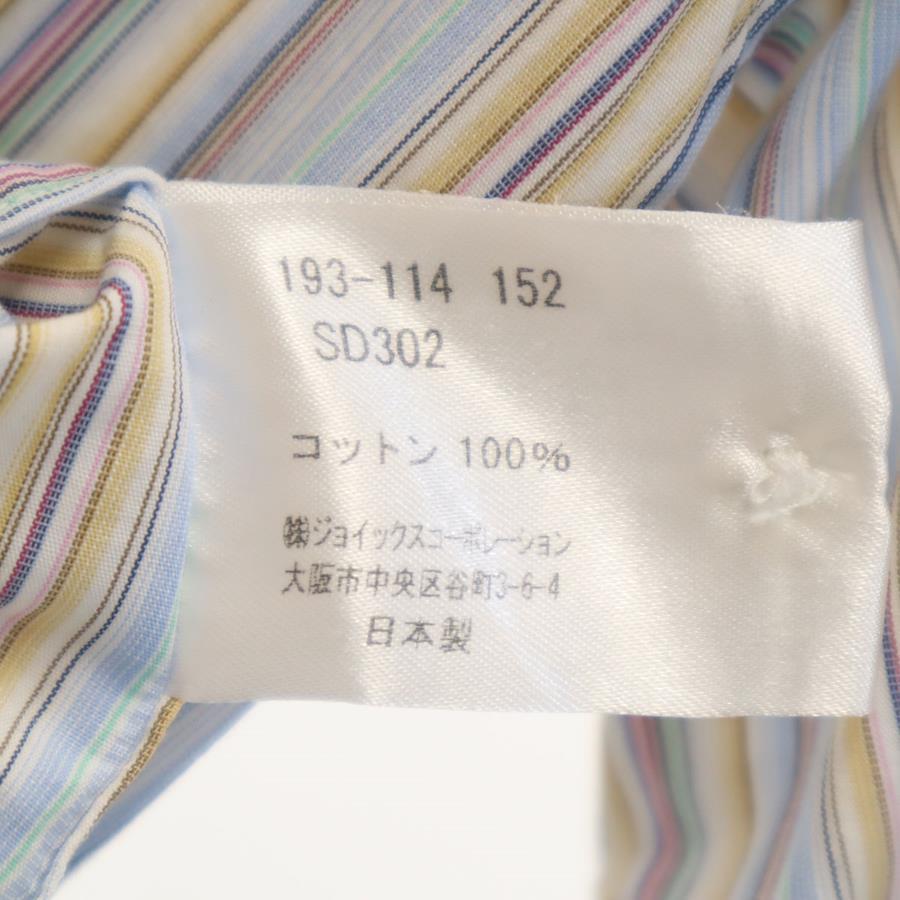 193-114 152
SD302
コットン 100%
㈱ジョイックスコーポレーション
大阪市中央区谷町3-6-4
日本製